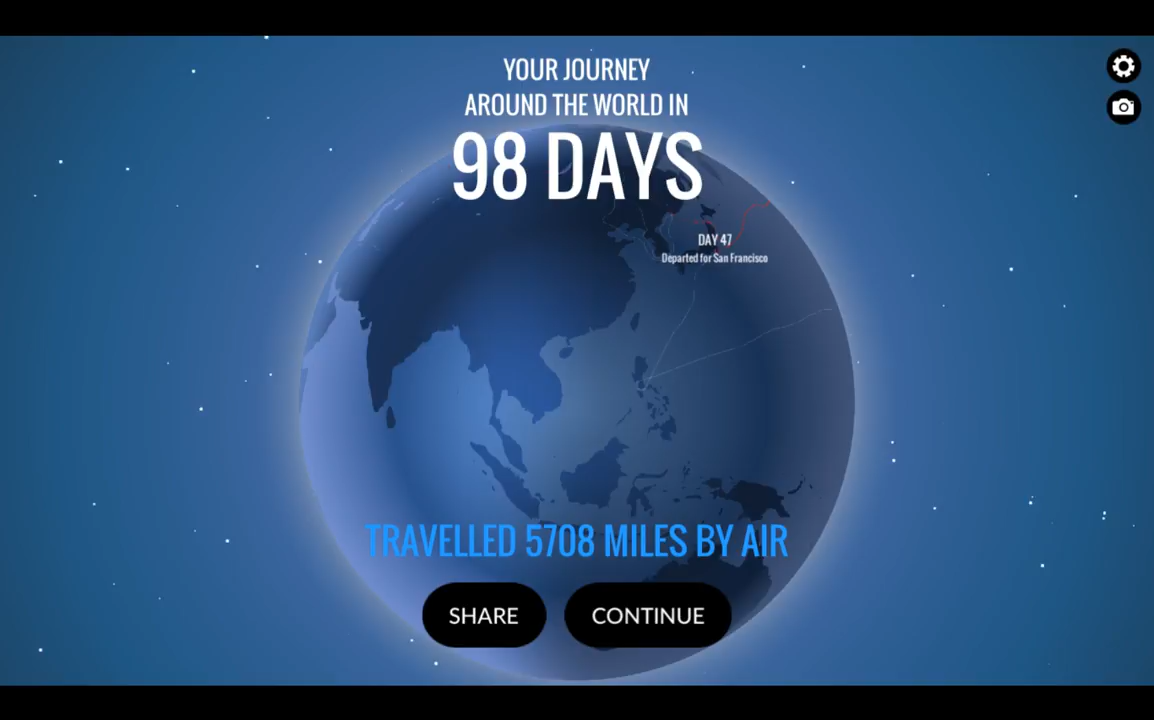 YOUR JOURNEY
AROUND THE WORLD IN
98 DAYS
DAY 47
Departed for San Francisco
TRAVELLED 5708 MILES BY AIR
SHARE
CONTINUE